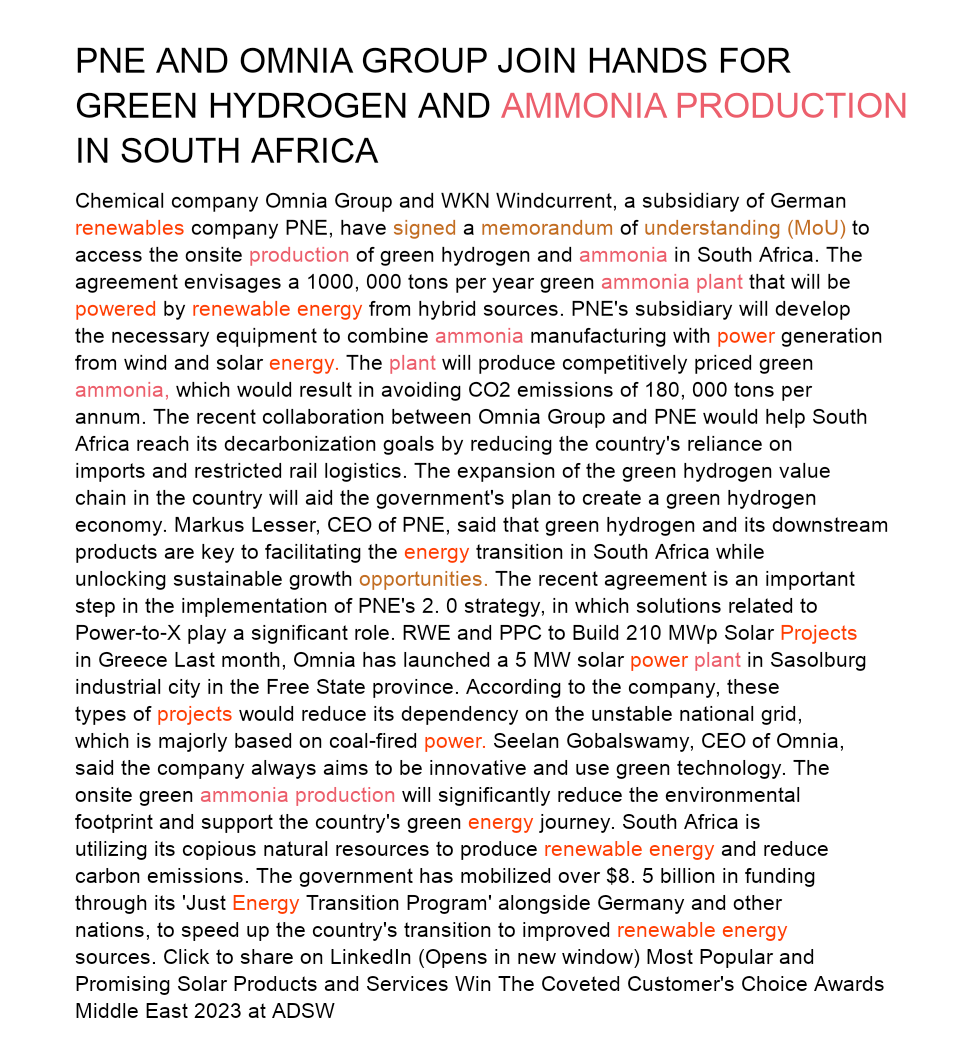 PNE AND OMNIA GROUP JOIN HANDS FOR
GREEN HYDROGEN AND AMMONIA PRODUCTION
IN SOUTH AFRICA
Chemical company Omnia Group and WKN Windcurrent, a subsidiary of German
renewables company PNE, have signed a memorandum of understanding (MoU) to
access the onsite production of green hydrogen and ammonia in South Africa. The
agreement envisages a 1000, 000 tons per year green ammonia plant that will be
powered by renewable energy from hybrid sources. PNE's subsidiary will develop
the necessary equipment to combine ammonia manufacturing with power generation
from wind and solar energy. The plant will produce competitively priced green
ammonia, which would result in avoiding CO2 emissions of 180, 000 tons per
annum. The recent collaboration between Omnia Group and PNE would help South
Africa reach its decarbonization goals by reducing the country's reliance on
imports and restricted rail logistics. The expansion of the green hydrogen value
chain in the country will aid the government's plan to create a green hydrogen
economy. Markus Lesser, CEO of PNE, said that green hydrogen and its downstream
products are key to facilitating the energy transition in South Africa while
unlocking sustainable growth opportunities. The recent agreement is an important
step in the implementation of PNE's 2. 0 strategy, in which solutions related to
Power-to-X play a significant role. RWE and PPC to Build 210 MWp Solar Projects
in Greece Last month, Omnia has launched a 5 MW solar power plant in Sasolburg
industrial city in the Free State province. According to the company, these
types of projects would reduce its dependency on the unstable national grid,
which is majorly based on coal-fired power. Seelan Gobalswamy, CEO of Omnia,
said the company always aims to be innovative and use green technology. The
onsite green ammonia production will significantly reduce the environmental
footprint and support the country's green energy journey. South Africa is
utilizing its copious natural resources to produce renewable energy and reduce
carbon emissions. The government has mobilized over $8. 5 billion in funding
through its 'Just Energy Transition Program' alongside Germany and other
nations, to speed up the country's transition to improved renewable energy
sources. Click to share on LinkedIn (Opens in new window) Most Popular and
Promising Solar Products and Services Win The Coveted Customer's Choice Awards
Middle East 2023 at ADSW